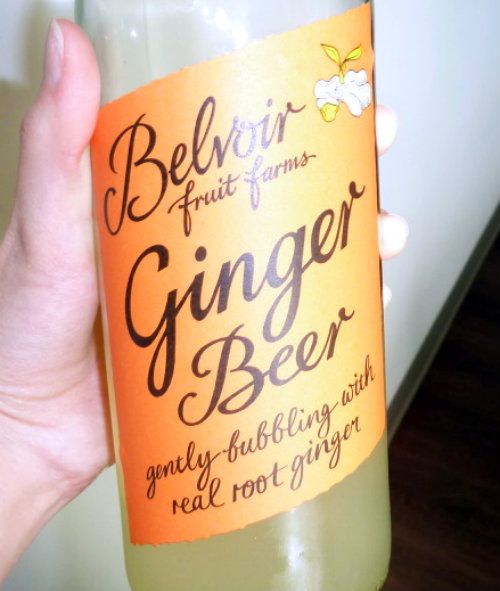 Belvoir
fruit farms
Ginger
Beer
gently-bubbling with
real root ginger